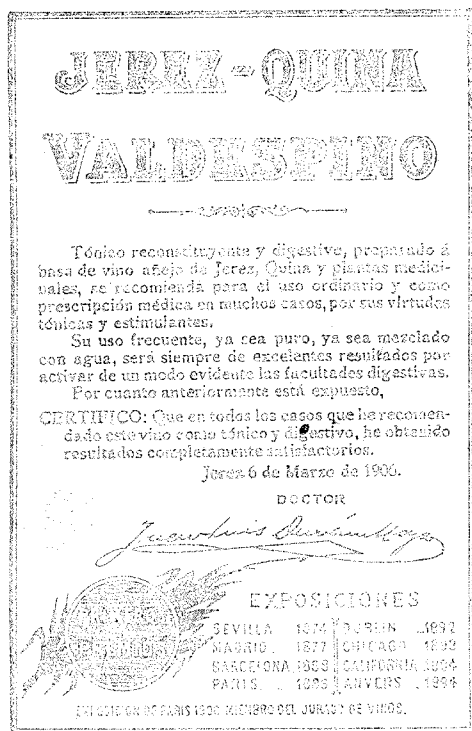 JEREZ-QUINA
VALDESPINO
Tónico reconstituyente y digestivo, preparado á
base de vino añejo de Jerez, Quina y plantas medici-
nales, se recomienda para el uso ordinario y como
prescripción médica en muchos casos, por sus virtudes
tónicas y estimulantes.
Su uso frecuente, ya sea puro, ya sea mezclado
con agua, será siempre de excelentes resultados por
activar de un modo evidente las facultades digestivas.
Por cuanto anteriormente está expuesto,
CERTIFICO: Que en todos los casos que he recomen-
dado este vino como tónico y digestivo, he obtenido
resultados completamente satisfactorios.
Jerez 6 de Marzo de 1906.
DOCTOR
Juan Luis Durán
EXPOSICIONES
SEVILLA 1874 DUBLIN 1892
MADRID 1877 CHICAGO 1893
BARCELONA 1888 CALIFORNIA 1894
PARIS ANVERS 1894
EXPOSICION DE PARIS 1900 MIEMBRO DEL JURADO DE VINOS.